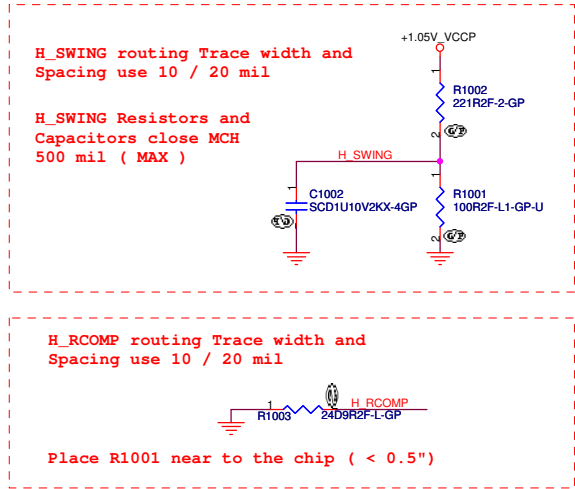 H_SWING routing Trace width and
Spacing use 10 / 20 mil
H_SWING Resistors and
Capacitors close MCH
500 mil ( MAX )
+1.05V_VCCP
1
R1002
221R2F-2-GP
2
G/P
H_SWING
1
C1002
SCD1U10V2KX-4GP
1
R1001
100R2F-L1-GP-U
2
G/P
H_RCOMP routing Trace width and
Spacing use 10 / 20 mil
1
R1003
H_RCOMP
24D9R2F-L-GP
Place R1001 near to the chip ( < 0.5")